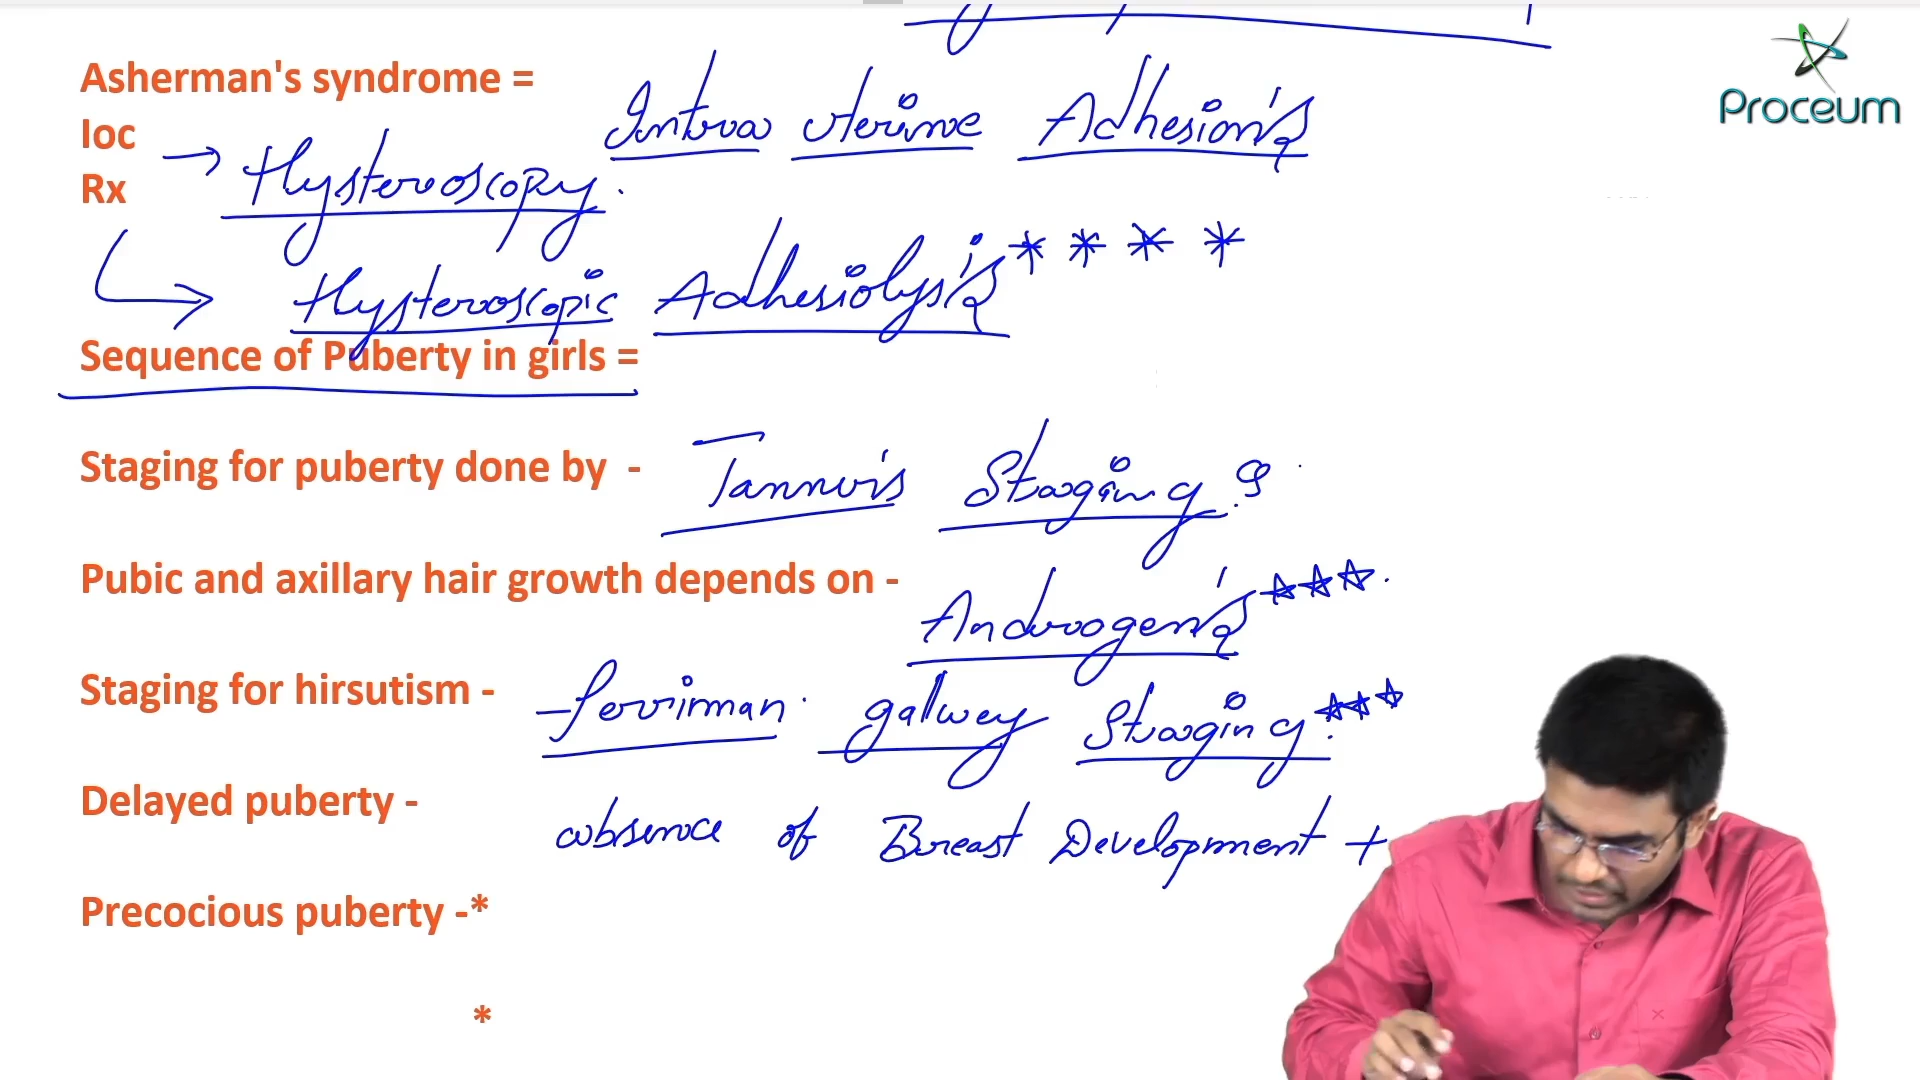 Proceum
Asherman's syndrome = Intra uterine Adhesion's
Ioc → Hysteroscopy.
Rx
Hysteroscopic Adhesiolysis ****
Sequence of Puberty in girls =
Staging for puberty done by - Tanner's Staging
Pubic and axillary hair growth depends on - Androgen's ***
Staging for hirsutism - ferriman galwey Staging ***
Delayed puberty - absence of Breast Development +
Precocious puberty -*
*